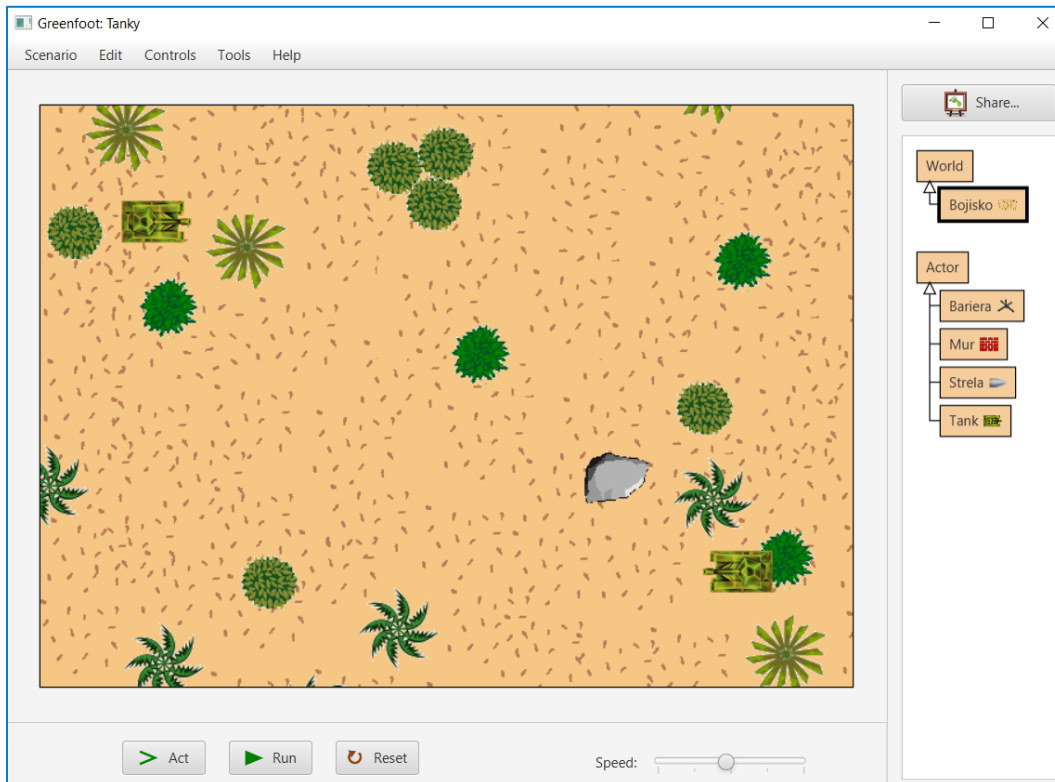 Greenfoot: Tanky
Scenario Edit Controls Tools Help
Share...
World
Bojisko
Actor
Bariera
Mur
Strela
Tank
Act Run Reset Speed: